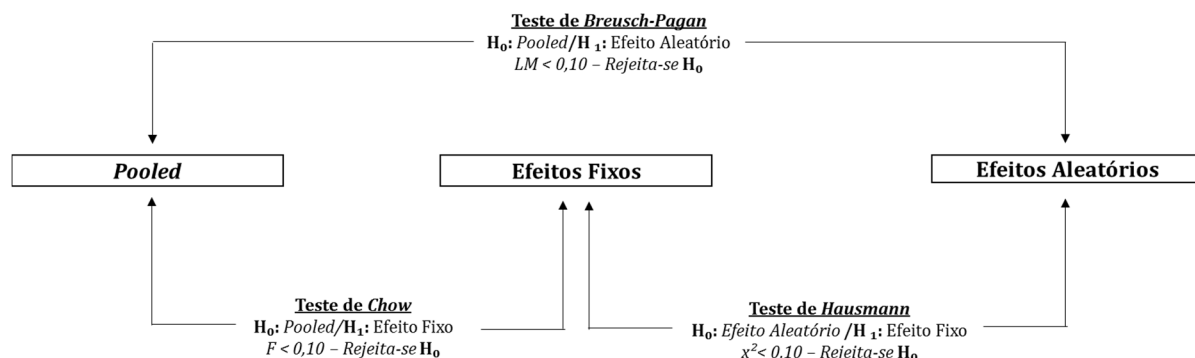 Teste de Breusch-Pagan
H₀: Pooled/H ₁: Efeito Aleatório
LM < 0,10 – Rejeita-se H₀
Pooled
Efeitos Fixos
Efeitos Aleatórios
Teste de Chow
H₀: Pooled/H₁: Efeito Fixo
F < 0,10 – Rejeita-se H₀
Teste de Hausmann
H₀: Efeito Aleatório /H ₁: Efeito Fixo
x²< 0,10 – Rejeita-se H₀